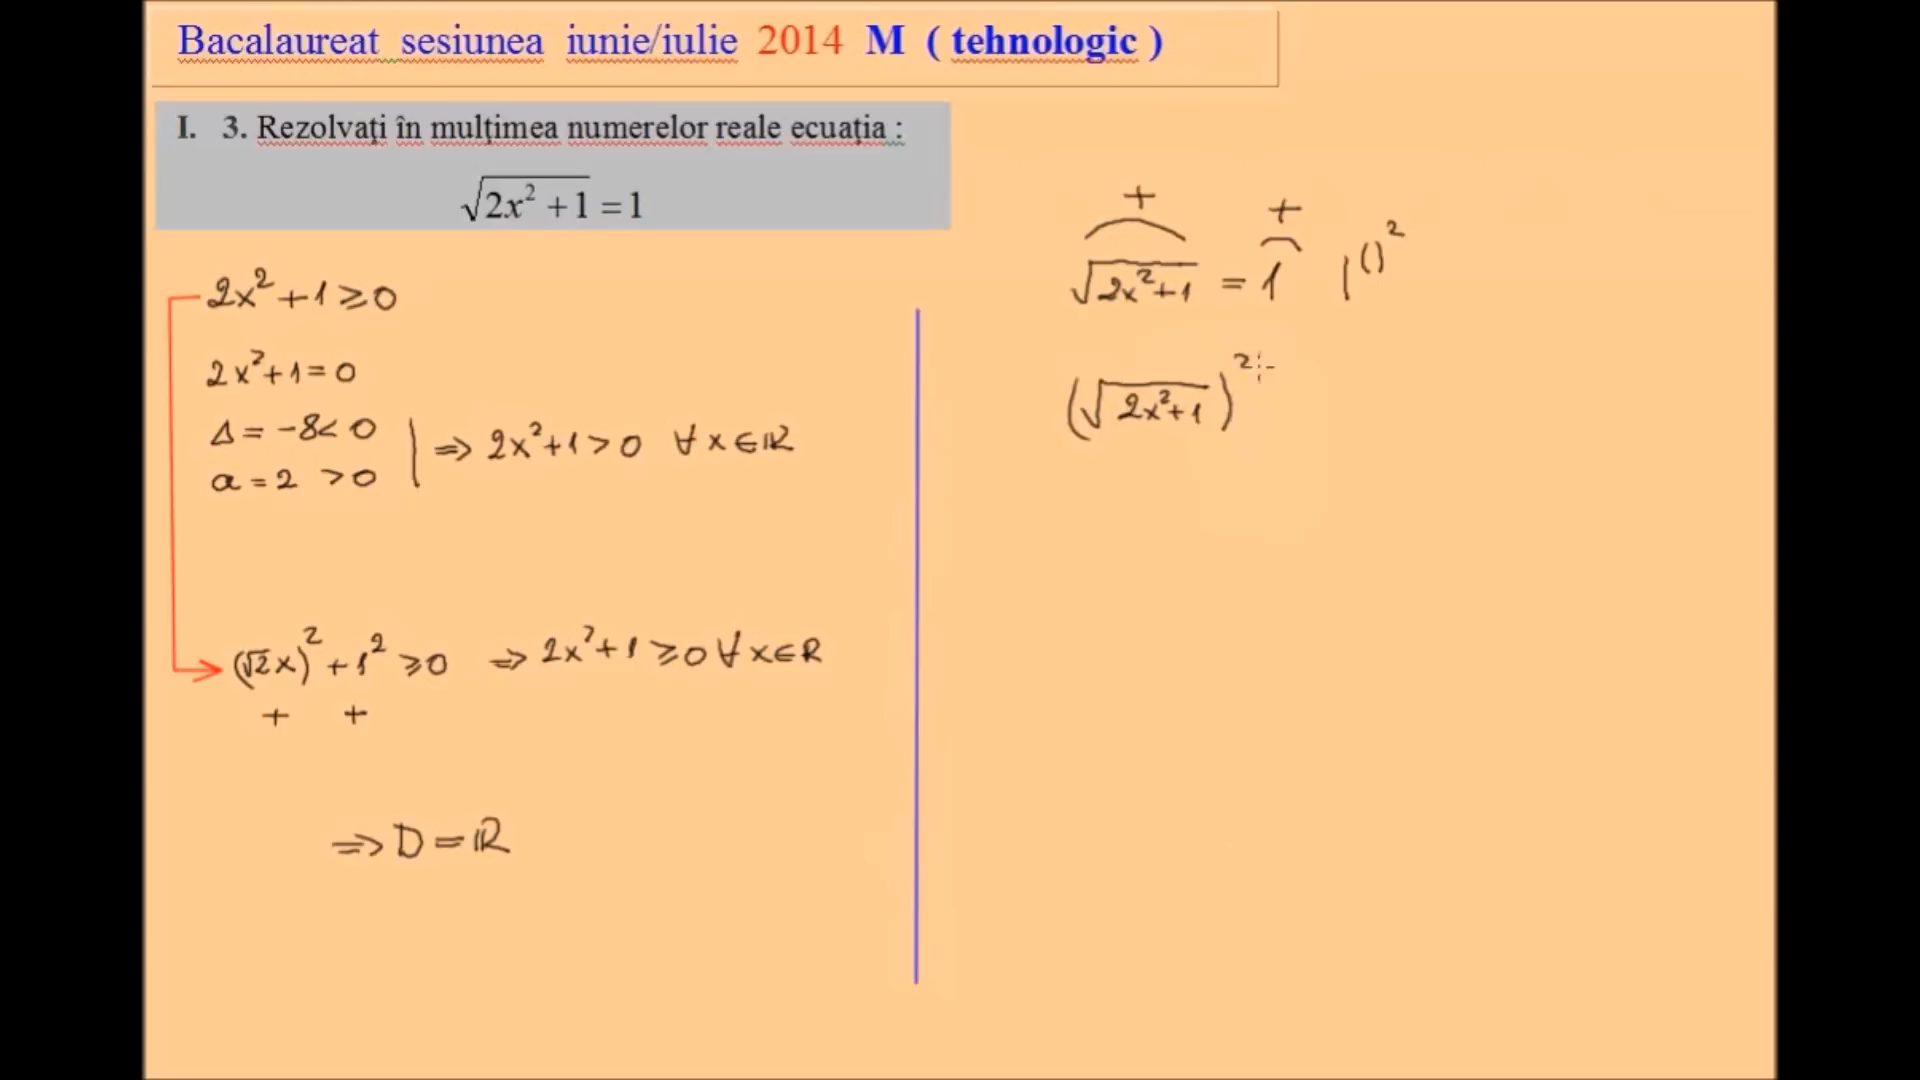 Bacalaureat sesiunea iunie/iulie 2014 M ( tehnologic )
I. 3. Rezolvați în mulțimea numerelor reale ecuația :
√(2x² + 1) = 1
2x² + 1 ≥ 0
2x² + 1 = 0
Δ = -8 < 0
a = 2 > 0
⇒ 2x² + 1 > 0 ∀ x ∈ ℝ
(√2 x)² + 1² ≥ 0 ⇒ 2x² + 1 ≥ 0 ∀ x ∈ R
+ +
⇒ D = ℝ
+ +
√(2x² + 1) = 1 | ()²
(√(2x² + 1))²